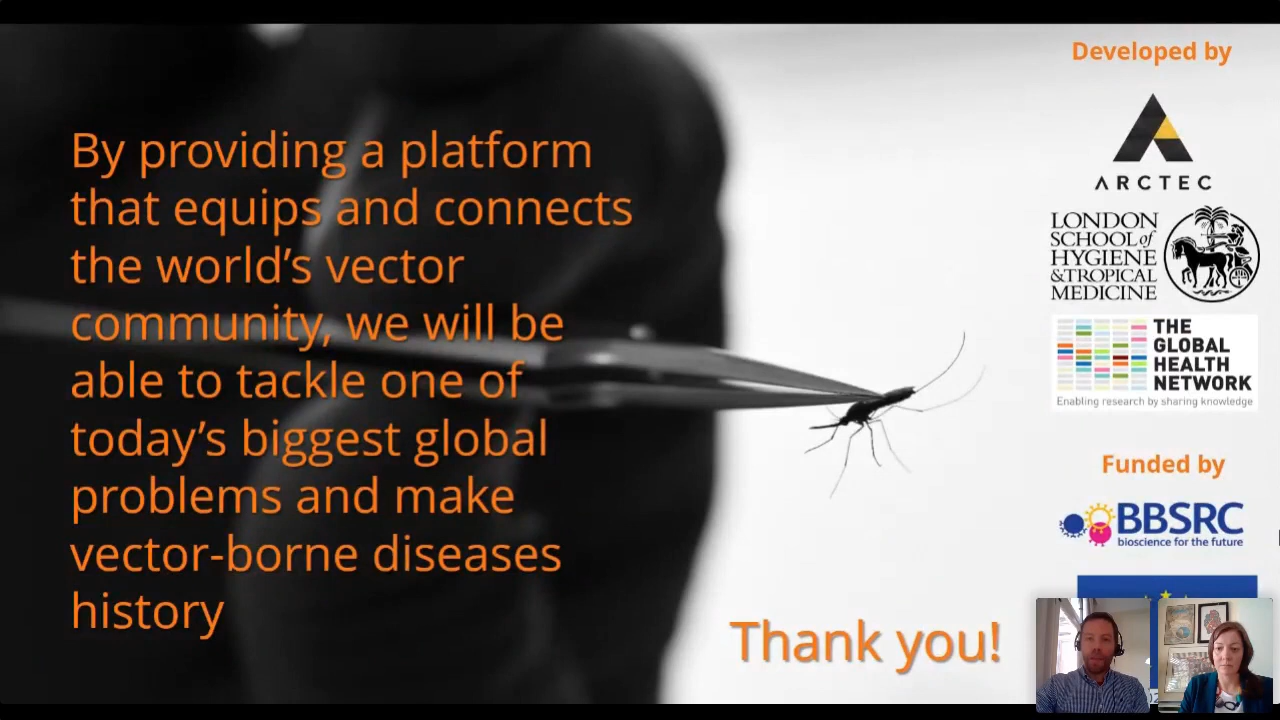 By providing a platform
that equips and connects
the world's vector
community, we will be
able to tackle one of
today's biggest global
problems and make
vector-borne diseases
history
Thank you!
Developed by
ARCTEC
LONDON
SCHOOL of
HYGIENE
& TROPICAL
MEDICINE
THE
GLOBAL
HEALTH
NETWORK
Enabling research by sharing knowledge
Funded by
BBSRC
bioscience for the future